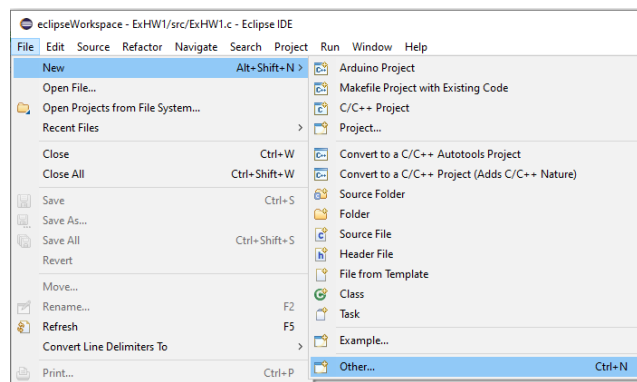 eclipseWorkspace - ExHW1/src/ExHW1.c - Eclipse IDE
File Edit Source Refactor Navigate Search Project Run Window Help
New Alt+Shift+N >
Open File...
Open Projects from File System...
Recent Files >
Close Ctrl+W
Close All Ctrl+Shift+W
Save Ctrl+S
Save As...
Save All Ctrl+Shift+S
Revert
Move...
Rename... F2
Refresh F5
Convert Line Delimiters To >
Print... Ctrl+P
Arduino Project
Makefile Project with Existing Code
C/C++ Project
Project...
Convert to a C/C++ Autotools Project
Convert to a C/C++ Project (Adds C/C++ Nature)
Source Folder
Folder
Source File
Header File
File from Template
Class
Task
Example...
Other... Ctrl+N